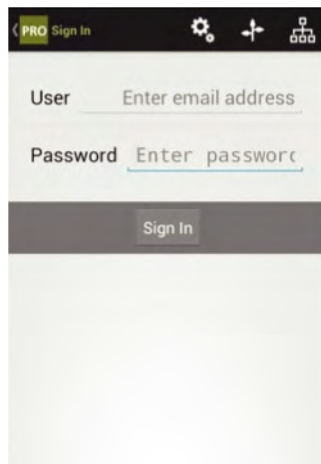 PRO Sign In
User Enter email address
Password Enter passworc
Sign In